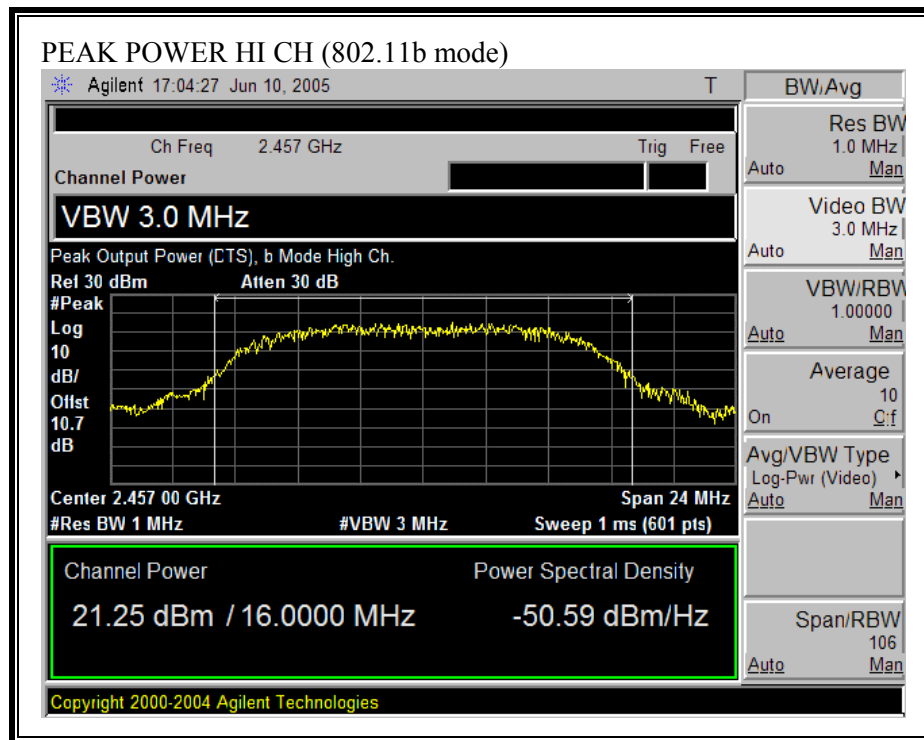 PEAK POWER HI CH (802.11b mode)
Agilent 17:04:27 Jun 10, 2005 T
Ch Freq 2.457 GHz Trig Free
Channel Power
VBW 3.0 MHz
Peak Output Power (DTS), b Mode High Ch.
Ref 30 dBm Atten 30 dB
#Peak
Log
10
dB/
Offst
10.7
dB
Center 2.457 00 GHz Span 24 MHz
#Res BW 1 MHz #VBW 3 MHz Sweep 1 ms (601 pts)
Channel Power Power Spectral Density
21.25 dBm / 16.0000 MHz -50.59 dBm/Hz
Copyright 2000-2004 Agilent Technologies
BW/Avg
Res BW
1.0 MHz
Auto Man
Video BW
3.0 MHz
Auto Man
VBW/RBW
1.00000
Auto Man
Average
10
On Off
Avg/VBW Type
Log-Pwr (Video)
Auto Man
Span/RBW
106
Auto Man